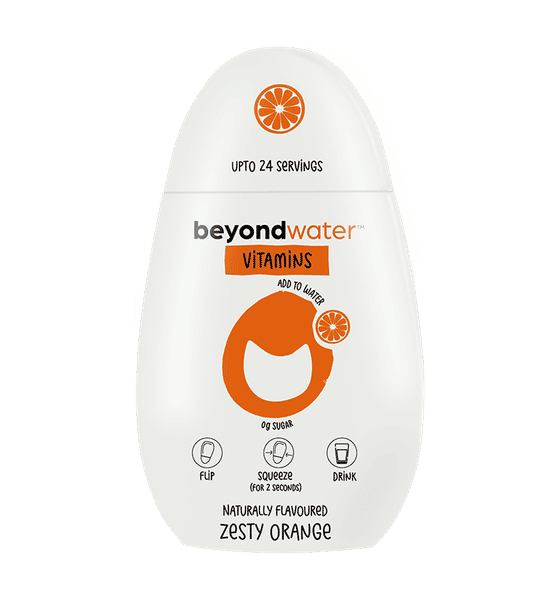 UPTO 24 SERVINGS
beyondwater™
VITAMINS
ADD TO WATER
0g SUGAR
FLIP
SQUEEZE
(FOR 2 SECONDS)
DRINK
NATURALLY FLAVOURED
ZESTY ORANGE